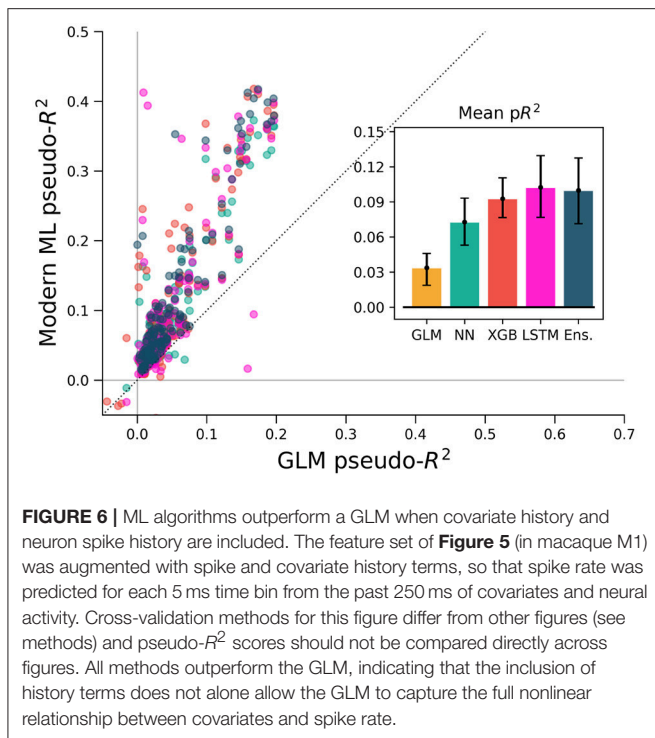 0.5
0.4
0.3
0.2
0.1
0.0
Modern ML pseudo-R²
0.0 0.1 0.2 0.3 0.4 0.5 0.6 0.7
GLM pseudo-R²
Mean pR²
0.15
0.12
0.09
0.06
0.03
0.00
GLM NN XGB LSTM Ens.
FIGURE 6 | ML algorithms outperform a GLM when covariate history and
neuron spike history are included. The feature set of Figure 5 (in macaque M1)
was augmented with spike and covariate history terms, so that spike rate was
predicted for each 5 ms time bin from the past 250 ms of covariates and neural
activity. Cross-validation methods for this figure differ from other figures (see
methods) and pseudo-R² scores should not be compared directly across
figures. All methods outperform the GLM, indicating that the inclusion of
history terms does not alone allow the GLM to capture the full nonlinear
relationship between covariates and spike rate.